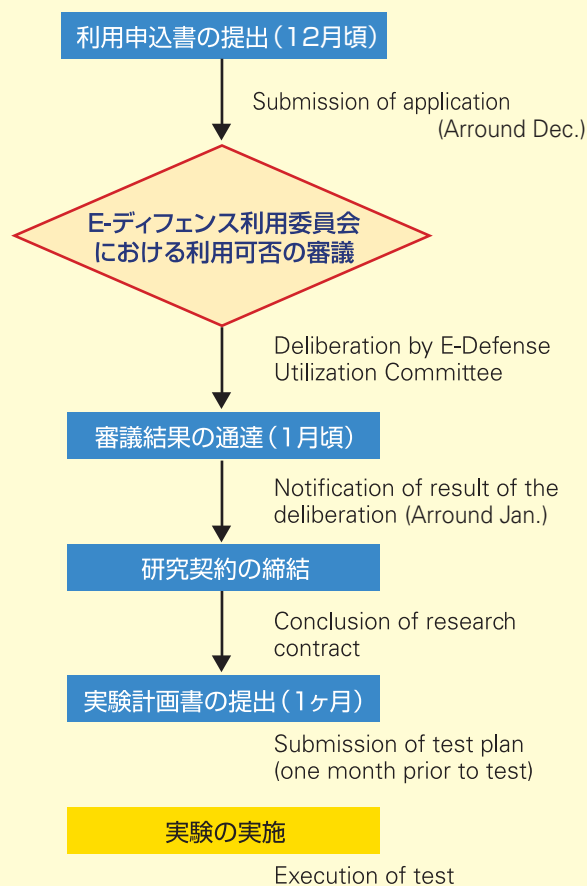 利用申込書の提出（12月頃）
Submission of application
(Arround Dec.)
E-ディフェンス利用委員会
における利用可否の審議
Deliberation by E-Defense
Utilization Committee
審議結果の通達（1月頃）
Notification of result of the
deliberation (Arround Jan.)
研究契約の締結
Conclusion of research
contract
実験計画書の提出（1ヶ月）
Submission of test plan
(one month prior to test)
実験の実施
Execution of test